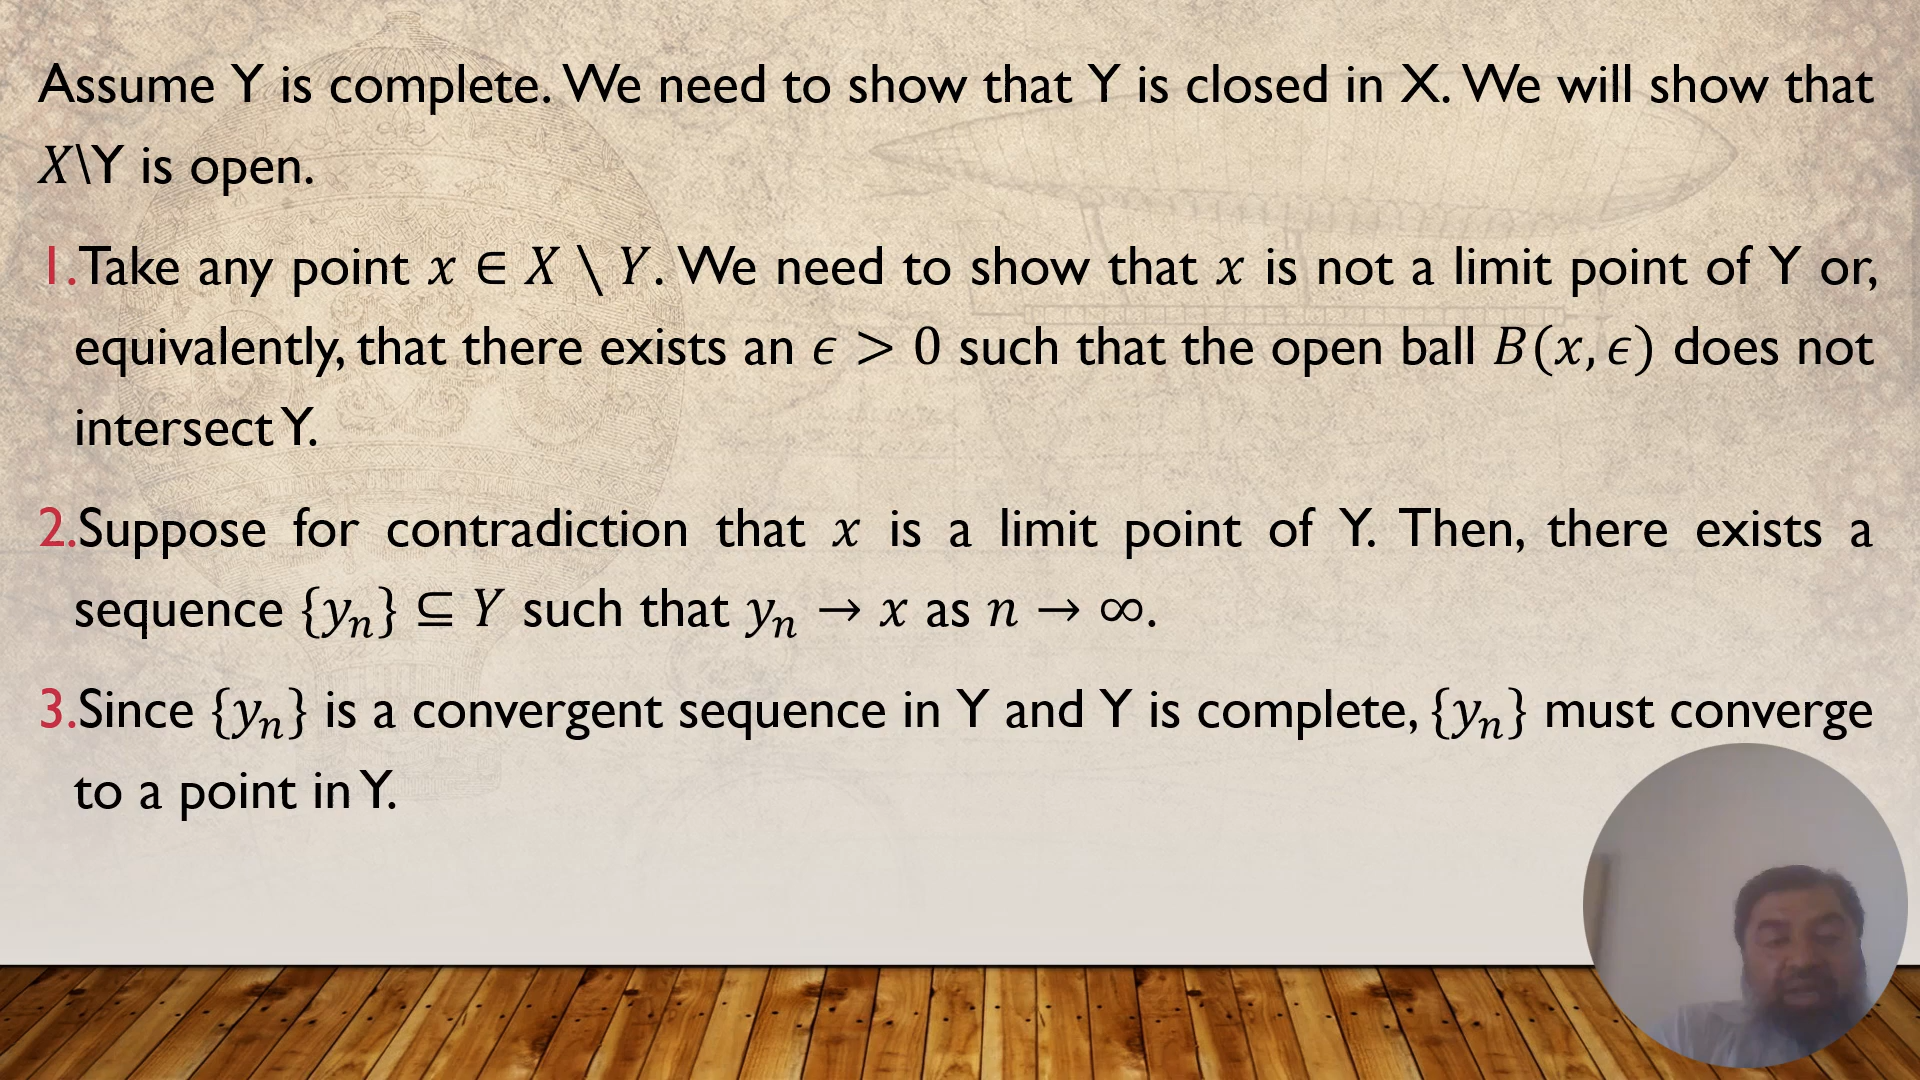 Assume Y is complete. We need to show that Y is closed in X. We will show that
𝑋\Y is open.
1.Take any point 𝑥 ∈ 𝑋 ∖ 𝑌. We need to show that 𝑥 is not a limit point of Y or,
equivalently, that there exists an 𝜖 > 0 such that the open ball 𝐵(𝑥, 𝜖) does not
intersect Y.
2.Suppose for contradiction that 𝑥 is a limit point of Y. Then, there exists a
sequence {𝑦ₙ} ⊆ 𝑌 such that 𝑦ₙ → 𝑥 as 𝑛 → ∞.
3.Since {𝑦ₙ} is a convergent sequence in Y and Y is complete, {𝑦ₙ} must converge
to a point in Y.